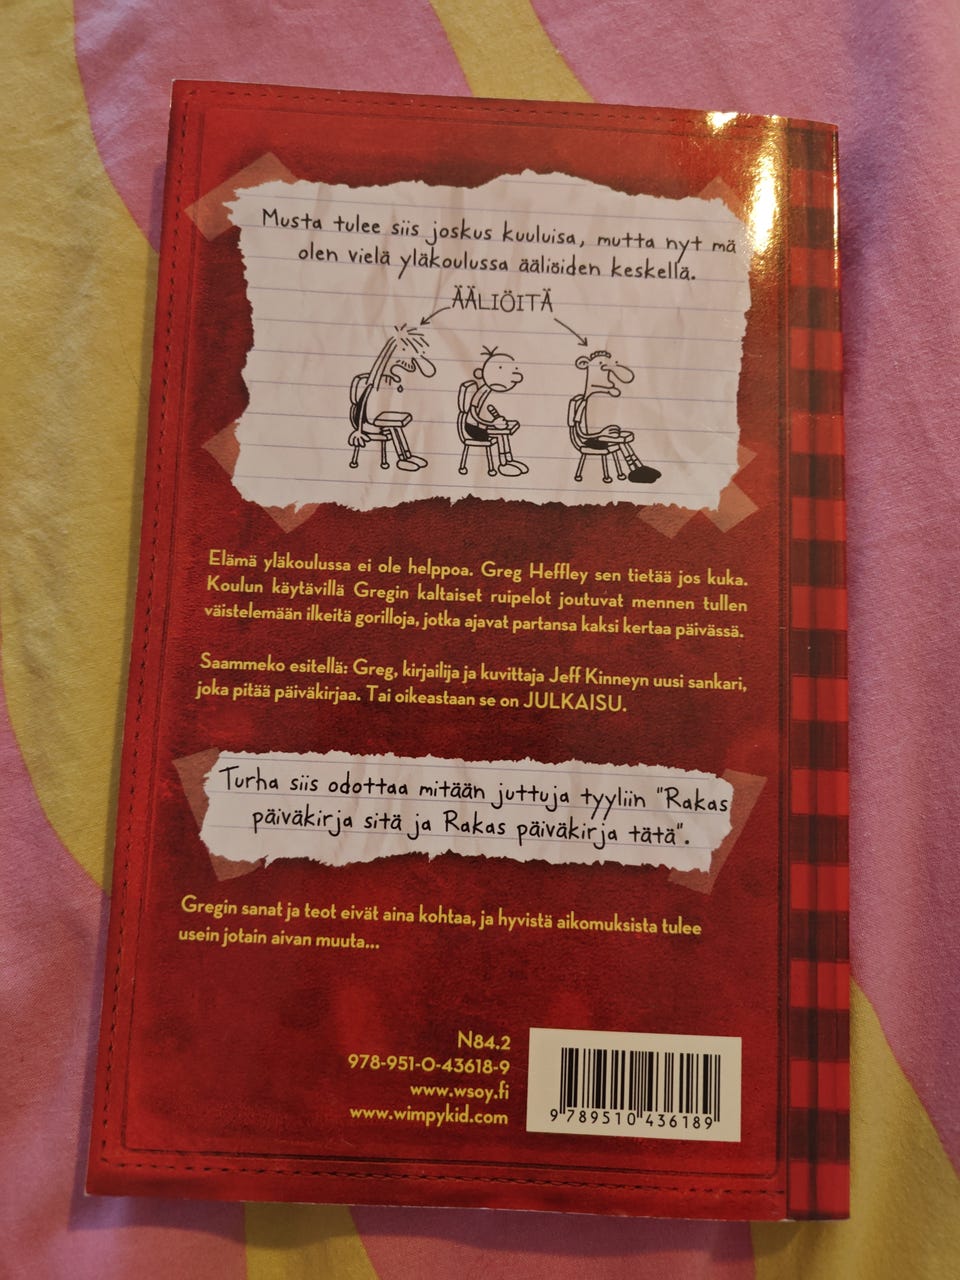 Musta tulee siis joskus kuuluisa, mutta nyt mä
olen vielä yläkoulussa ääliöiden keskellä.
ÄÄLIÖITÄ
Elämä yläkoulussa ei ole helppoa. Greg Heffley sen tietää jos kuka.
Koulun käytävillä Gregin kaltaiset ruipelot joutuvat mennen tullen
väistelemään ilkeitä gorilloja, jotka ajavat partansa kaksi kertaa päivässä.
Saammeko esitellä: Greg, kirjailija ja kuvittaja Jeff Kinneyn uusi sankari,
joka pitää päiväkirjaa. Tai oikeastaan se on JULKAISU.
Turha siis odottaa mitään juttuja tyyliin "Rakas
päiväkirja sitä ja Rakas päiväkirja tätä".
Gregin sanat ja teot eivät aina kohtaa, ja hyvistä aikomuksista tulee
usein jotain aivan muuta...
N84.2
978-951-0-43618-9
www.wsoy.fi
www.wimpykid.com
9 789510 436189